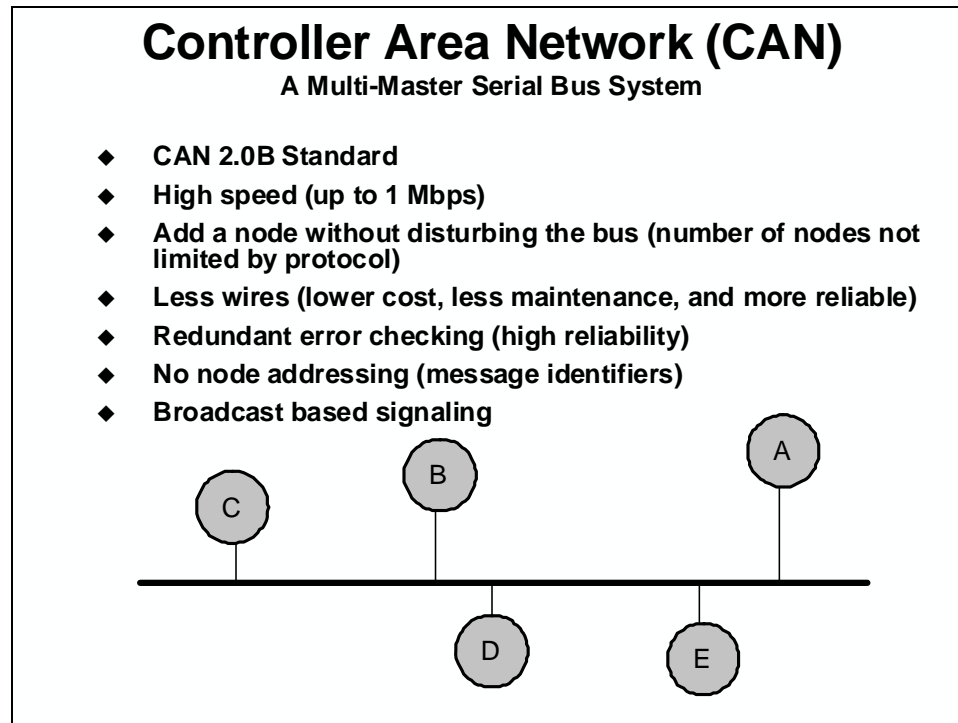 Controller Area Network (CAN)
A Multi-Master Serial Bus System
◆ CAN 2.0B Standard
◆ High speed (up to 1 Mbps)
◆ Add a node without disturbing the bus (number of nodes not
limited by protocol)
◆ Less wires (lower cost, less maintenance, and more reliable)
◆ Redundant error checking (high reliability)
◆ No node addressing (message identifiers)
◆ Broadcast based signaling
A
B
C
D
E